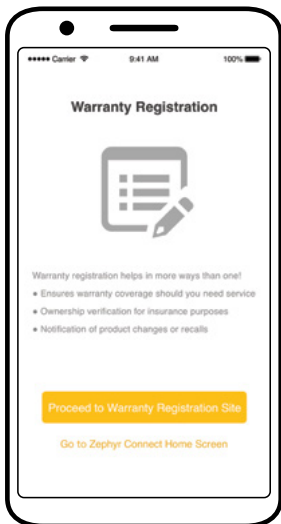 ●●●●● Carrier 9:41 AM 100%
Warranty Registration
Warranty registration helps in more ways than one!
● Ensures warranty coverage should you need service
● Ownership verification for insurance purposes
● Notification of product changes or recalls
Proceed to Warranty Registration Site
Go to Zephyr Connect Home Screen